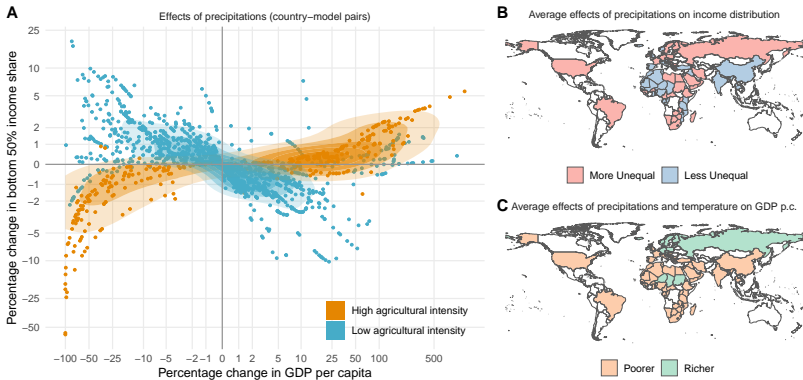 A
Effects of precipitations (country−model pairs)
Percentage change in bottom 50% income share
25
10
5
2
1
0
−1
−2
−5
−10
−25
−50
High agricultural intensity
Low agricultural intensity
−100 −50 −25 −10 −5 −2 −1 0 1 2 5 10 25 50 100 500
Percentage change in GDP per capita
B
Average effects of precipitations on income distribution
More Unequal Less Unequal
C
Average effects of precipitations and temperature on GDP p.c.
Poorer Richer